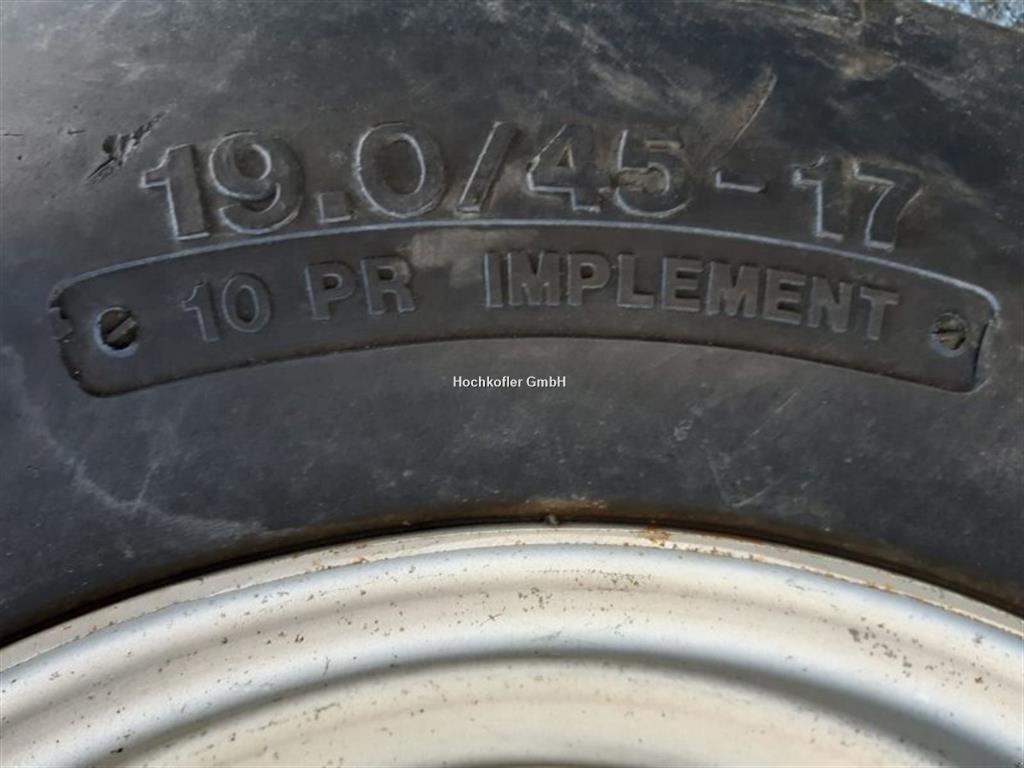 19.0/45-17
10 PR IMPLEMENT
Hochkofler GmbH